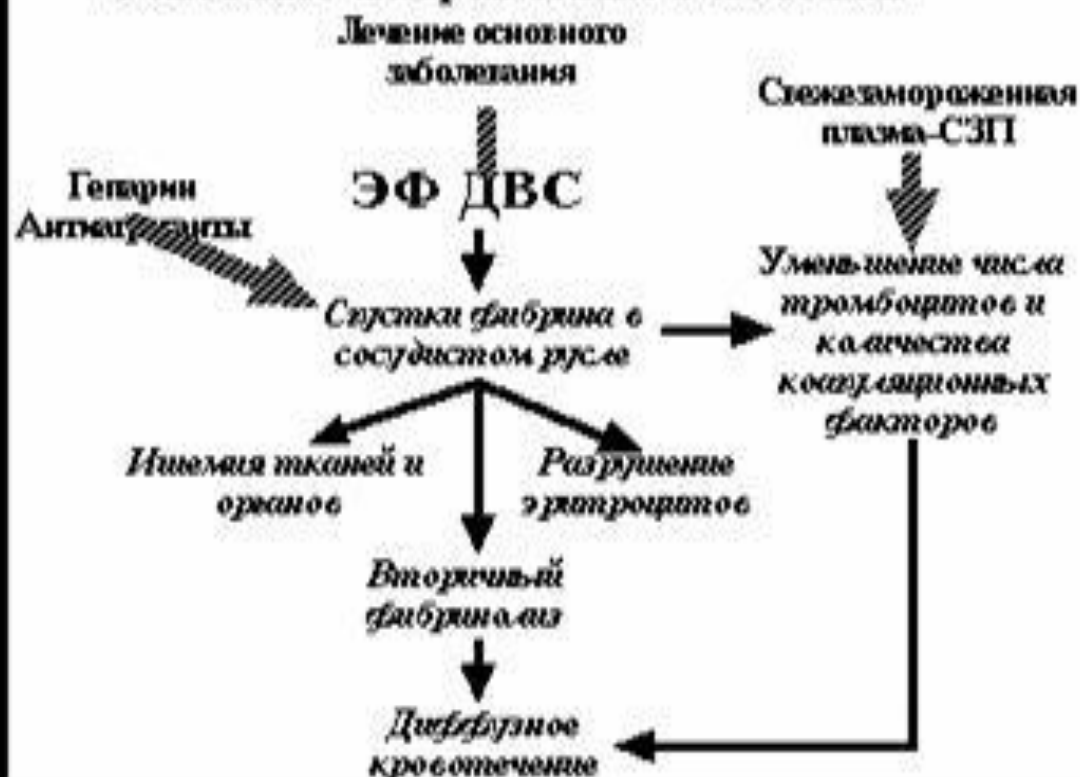 Лечение основного
заболевания
Свежезамороженная
плазма-СЗП
Гепарин
Антиагреганты
ЭФ ДВС
Уменьшение числа
тромбоцитов и
количества
коагуляционных
факторов
Сгустки фибрина в
сосудистом русле
Ишемия тканей и
органов
Разрушение
эритроцитов
Вторичный
фибринолиз
Диффузное
кровотечение